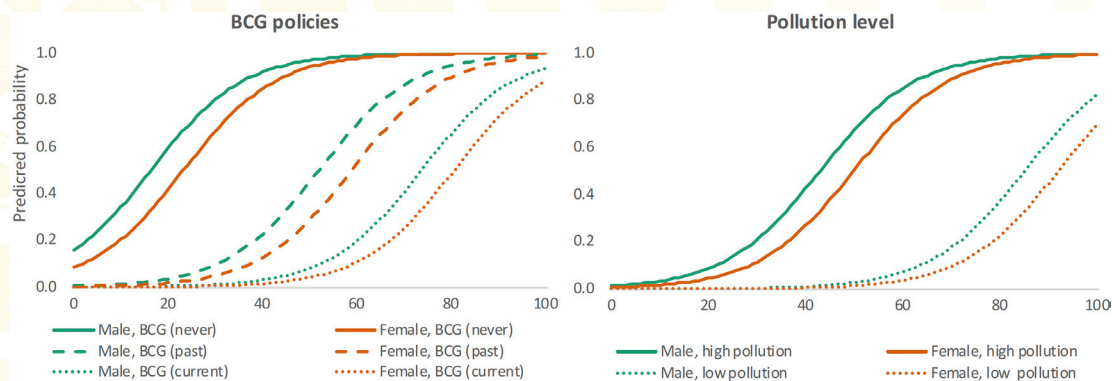 BCG policies
Predicred probability
1.0
0.8
0.6
0.4
0.2
0.0
0 20 40 60 80 100
Male, BCG (never) Female, BCG (never)
Male, BCG (past) Female, BCG (past)
Male, BCG (current) Female, BCG (current)
Pollution level
1.0
0.8
0.6
0.4
0.2
0.0
0 20 40 60 80 100
Male, high pollution Female, high pollution
Male, low pollution Female, low pollution